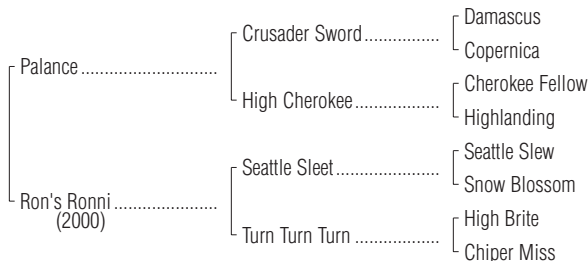 Damascus
Crusader Sword
Copernica
Palance
Cherokee Fellow
High Cherokee
Highlanding
Seattle Slew
Seattle Sleet
Snow Blossom
Ron's Ronni
(2000)
High Brite
Turn Turn Turn
Chiper Miss